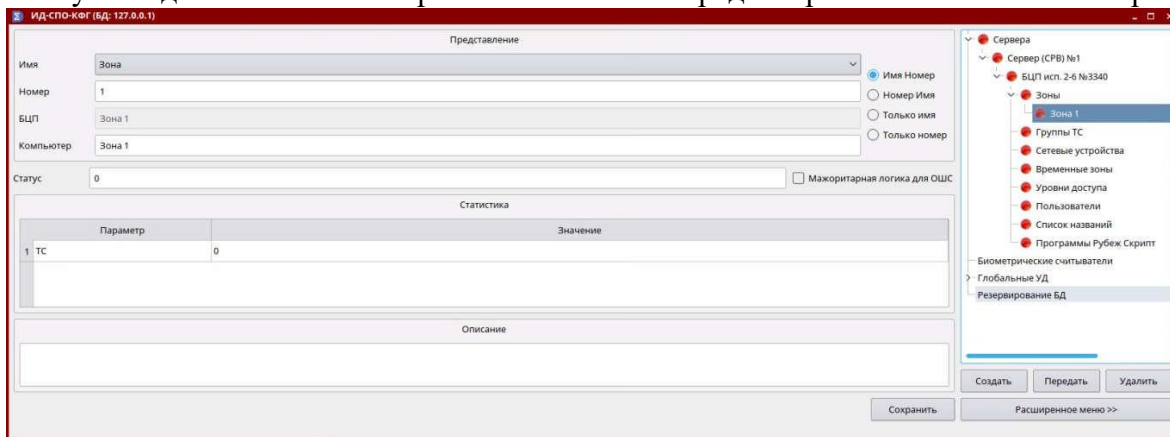 ИД-СПО-КФГ (БД: 127.0.0.1)
Представление
Имя
Зона
Номер
1
БЦП
Зона 1
Компьютер
Зона 1
Имя Номер
Номер Имя
Только имя
Только номер
Статус
0
Мажоритарная логика для ОШС
Статистика
Параметр
Значение
1 ТС
0
Описание
Сохранить
Сервера
Сервер (СРВ) №1
БЦП исп. 2-6 №3340
Зоны
Зона 1
Группы ТС
Сетевые устройства
Временные зоны
Уровни доступа
Пользователи
Список названий
Программы Рубеж Скрипт
Биометрические считыватели
Глобальные УД
Резервирование БД
Создать
Передать
Удалить
Расширенное меню >>